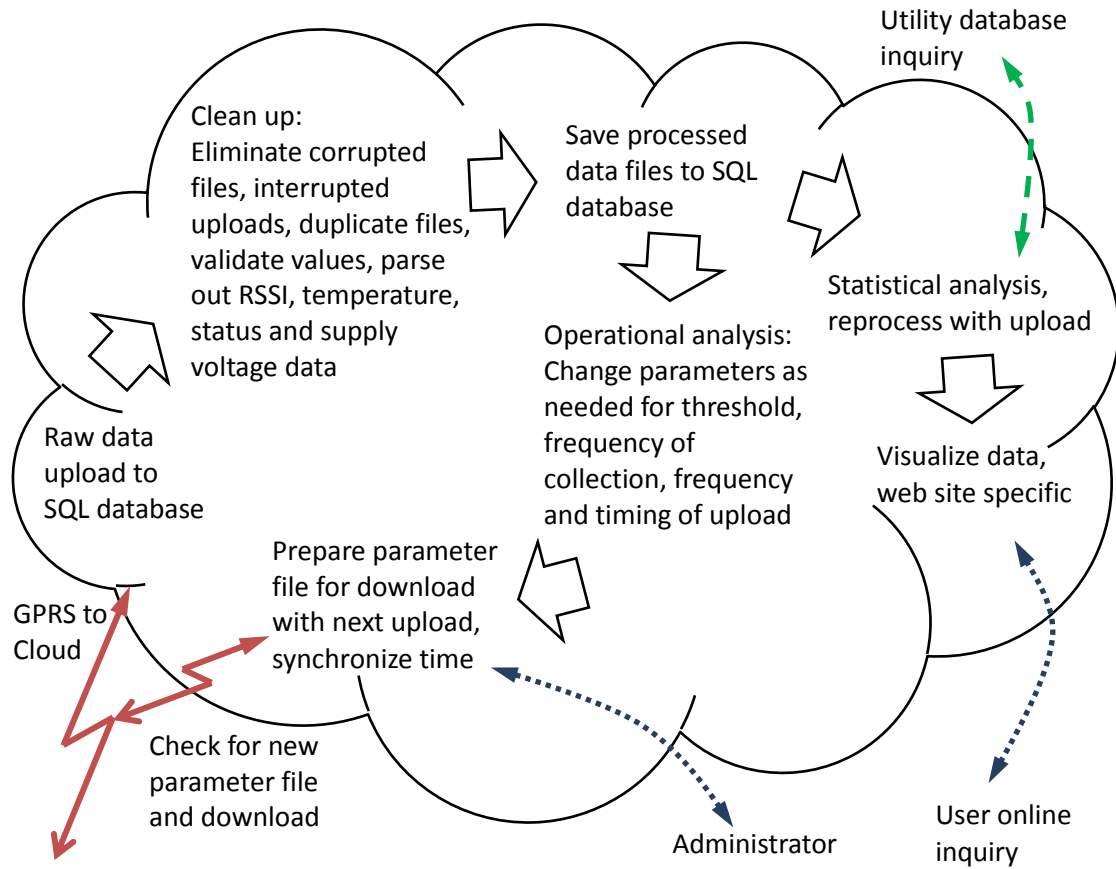 Utility database
inquiry
Clean up:
Eliminate corrupted
files, interrupted
uploads, duplicate files,
validate values, parse
out RSSI, temperature,
status and supply
voltage data
Save processed
data files to SQL
database
Statistical analysis,
reprocess with upload
Operational analysis:
Change parameters as
needed for threshold,
frequency of
collection, frequency
and timing of upload
Raw data
upload to
SQL database
Visualize data,
web site specific
Prepare parameter
file for download
with next upload,
synchronize time
GPRS to
Cloud
Check for new
parameter file
and download
Administrator
User online
inquiry